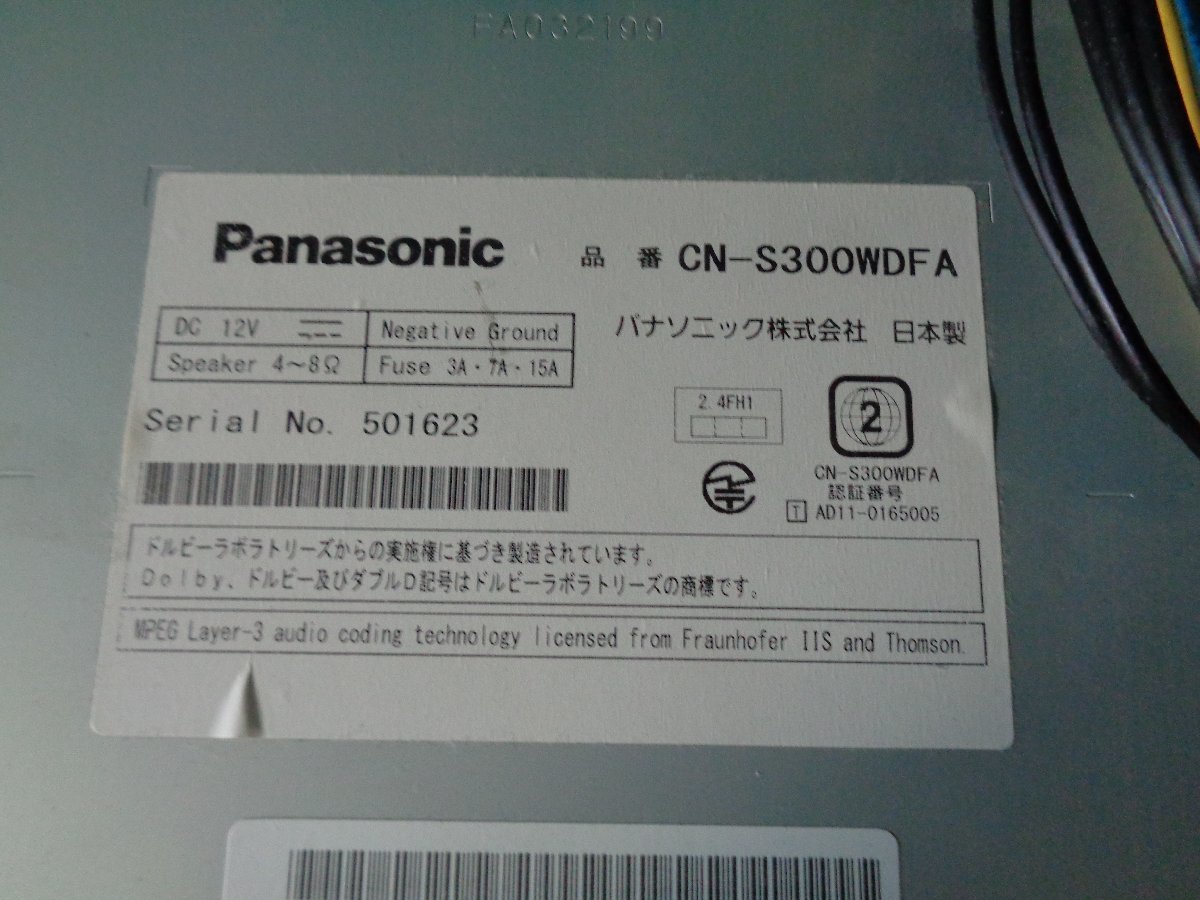 FA032199
Panasonic 品 番 CN-S300WDFA
DC 12V Negative Ground
Speaker 4〜8Ω Fuse 3A・7A・15A
パナソニック株式会社 日本製
Serial No. 501623
2.4FH1
2
CN-S300WDFA
認証番号
T AD11-0165005
ドルビーラボラトリーズからの実施権に基づき製造されています。
Dolby、ドルビー及びダブルD記号はドルビーラボラトリーズの商標です。
MPEG Layer-3 audio coding technology licensed from Fraunhofer IIS and Thomson.